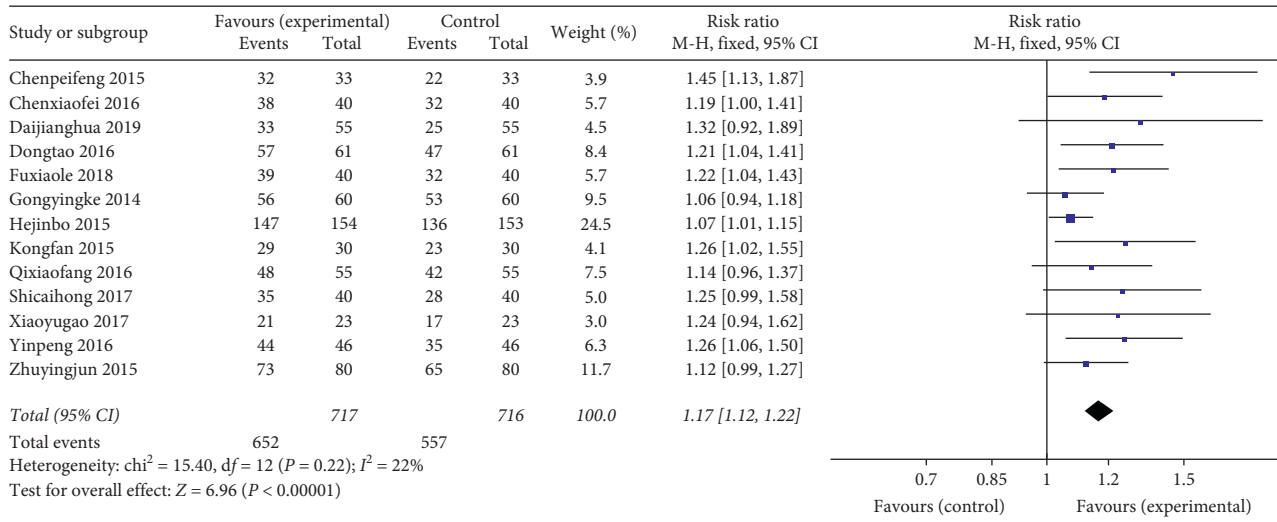 Study or subgroup Favours (experimental) Control Weight (%) Risk ratio Risk ratio
Events Total Events Total M-H, fixed, 95% CI M-H, fixed, 95% CI
Chenpeifeng 2015 32 33 22 33 3.9 1.45 [1.13, 1.87]
Chenxiaofei 2016 38 40 32 40 5.7 1.19 [1.00, 1.41]
Daijianghua 2019 33 55 25 55 4.5 1.32 [0.92, 1.89]
Dongtao 2016 57 61 47 61 8.4 1.21 [1.04, 1.41]
Fuxiaole 2018 39 40 32 40 5.7 1.22 [1.04, 1.43]
Gongyingke 2014 56 60 53 60 9.5 1.06 [0.94, 1.18]
Hejinbo 2015 147 154 136 153 24.5 1.07 [1.01, 1.15]
Kongfan 2015 29 30 23 30 4.1 1.26 [1.02, 1.55]
Qixiaofang 2016 48 55 42 55 7.5 1.14 [0.96, 1.37]
Shicaihong 2017 35 40 28 40 5.0 1.25 [0.99, 1.58]
Xiaoyugao 2017 21 23 17 23 3.0 1.24 [0.94, 1.62]
Yinpeng 2016 44 46 35 46 6.3 1.26 [1.06, 1.50]
Zhuyingjun 2015 73 80 65 80 11.7 1.12 [0.99, 1.27]
Total (95% CI) 717 716 100.0 1.17 [1.12, 1.22]
Total events 652 557
Heterogeneity: chi² = 15.40, df = 12 (P = 0.22); I² = 22%
Test for overall effect: Z = 6.96 (P < 0.00001)
0.7 0.85 1 1.2 1.5
Favours (control) Favours (experimental)